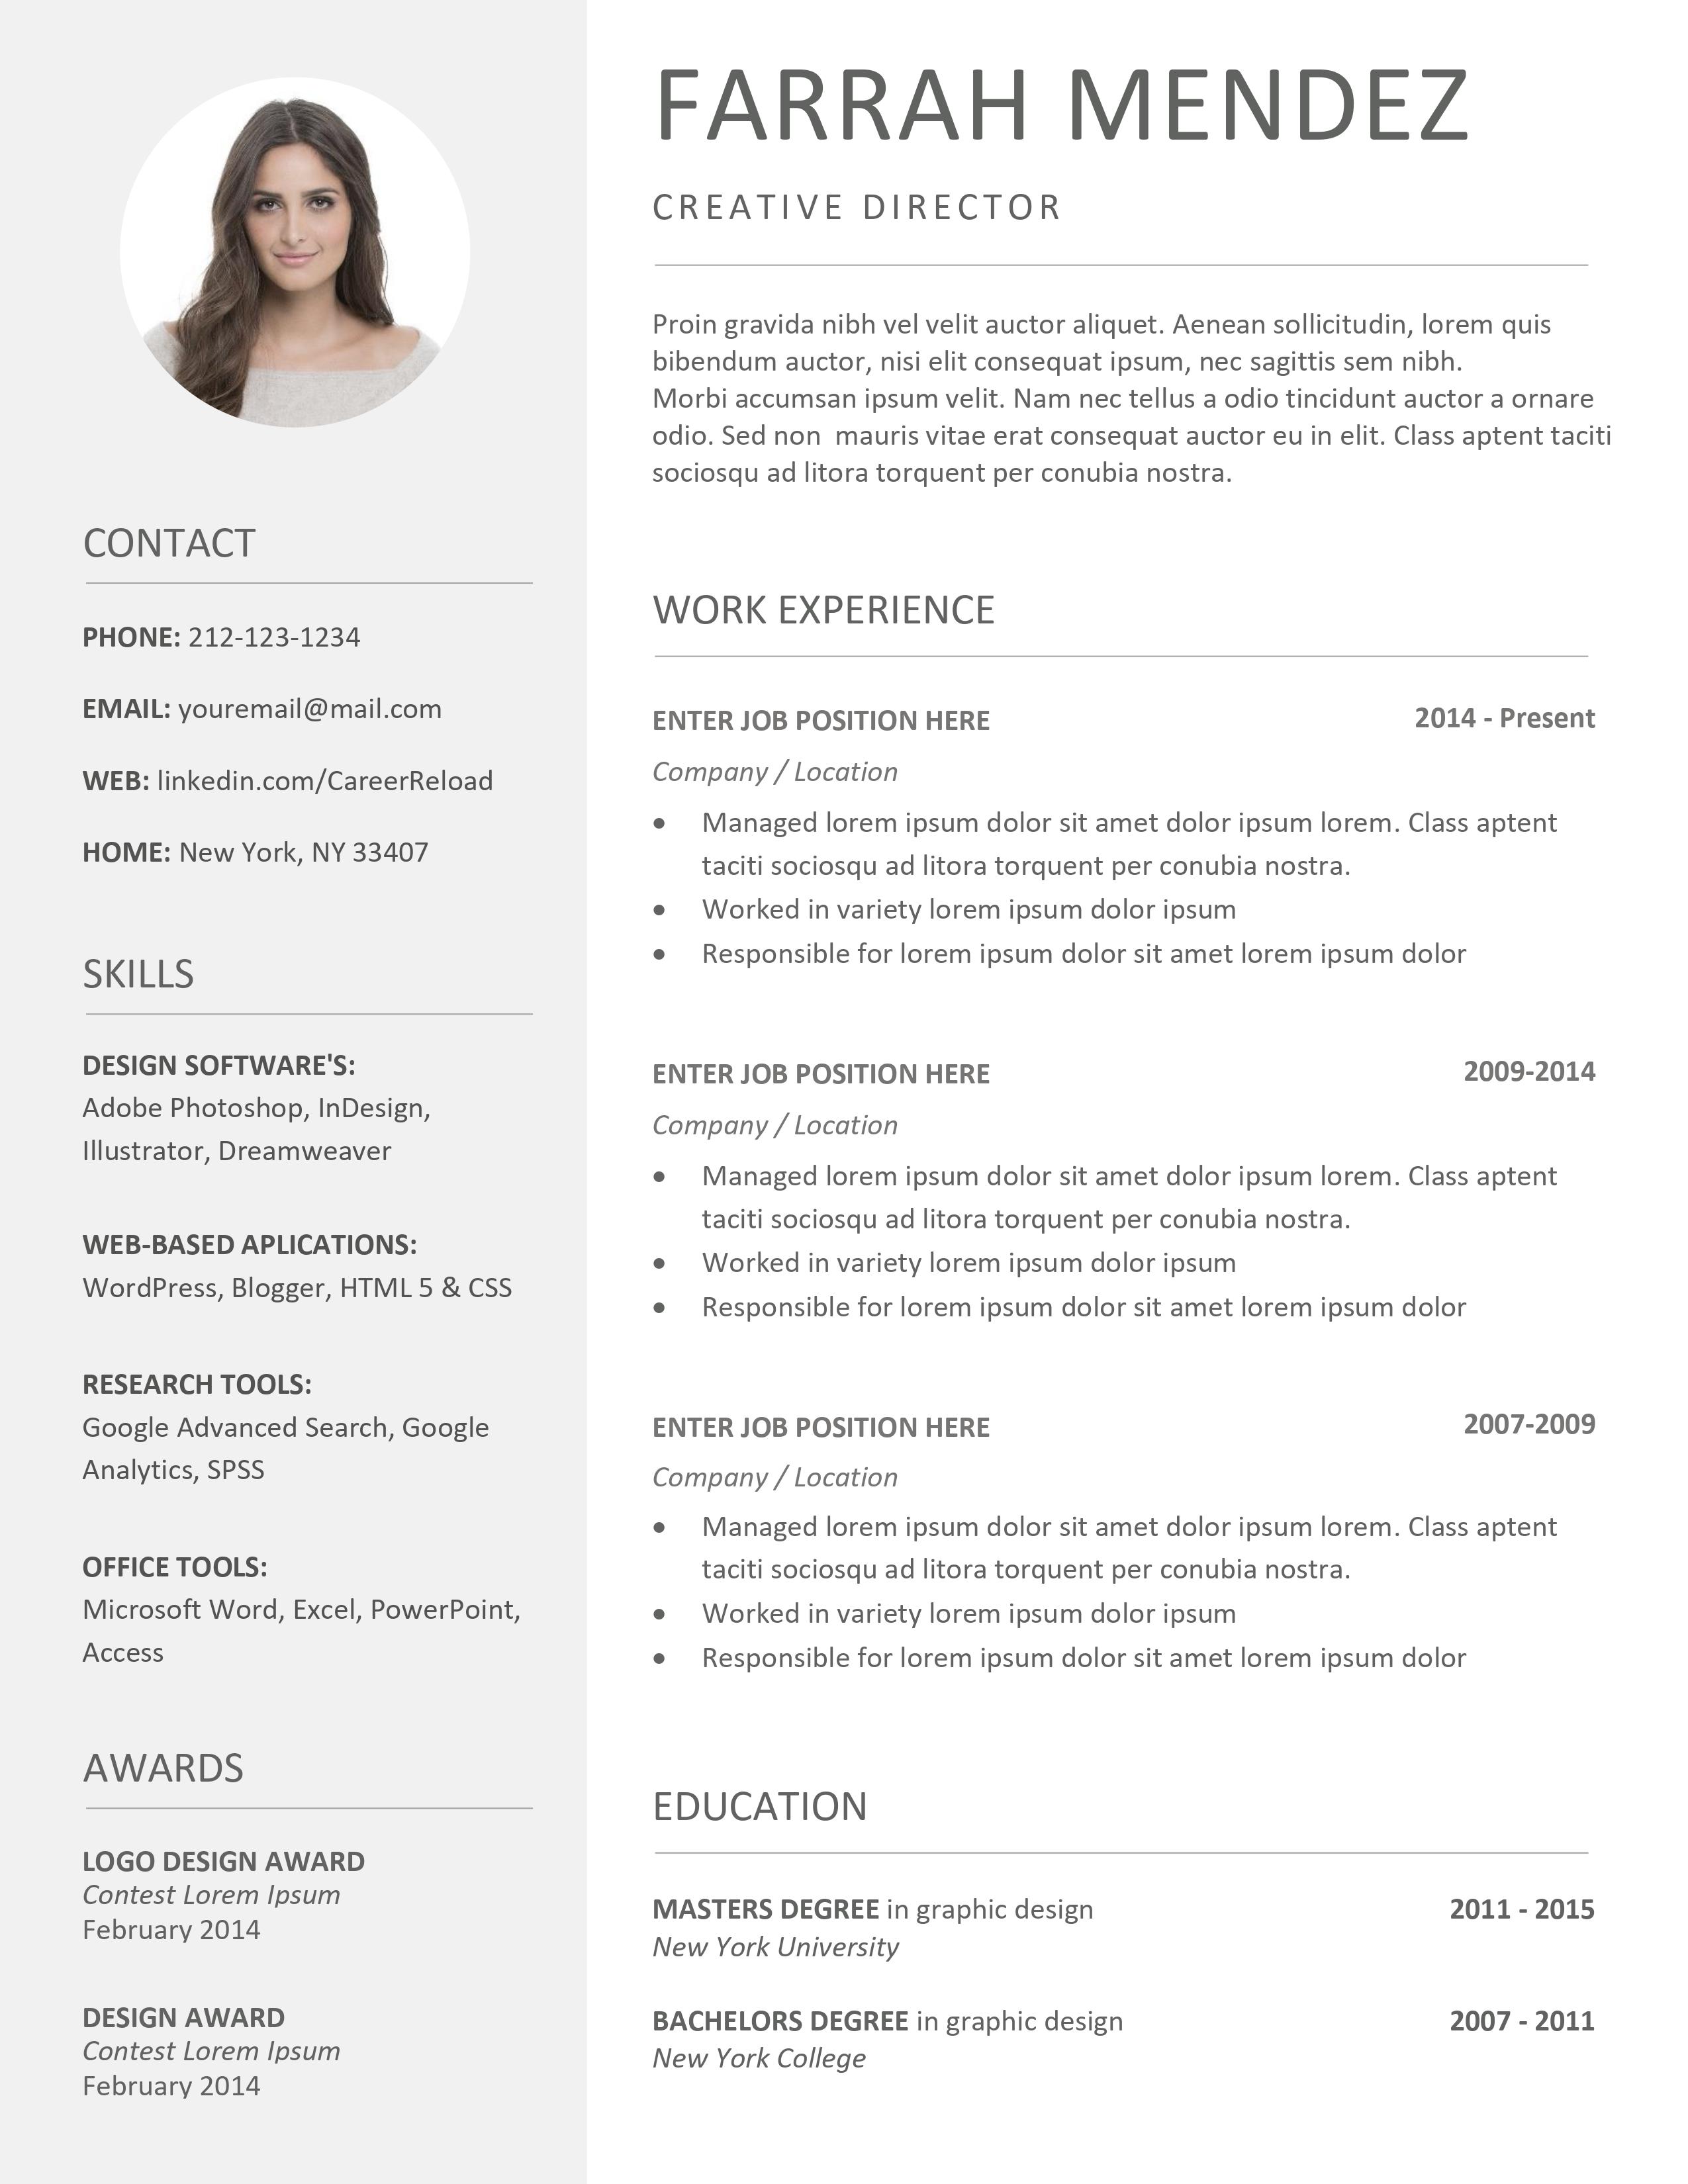 FARRAH MENDEZ
CREATIVE DIRECTOR
Proin gravida nibh vel velit auctor aliquet. Aenean sollicitudin, lorem quis
bibendum auctor, nisi elit consequat ipsum, nec sagittis sem nibh.
Morbi accumsan ipsum velit. Nam nec tellus a odio tincidunt auctor a ornare
odio. Sed non  mauris vitae erat consequat auctor eu in elit. Class aptent taciti
sociosqu ad litora torquent per conubia nostra.
CONTACT
PHONE: 212-123-1234
EMAIL: youremail@mail.com
WEB: linkedin.com/CareerReload
HOME: New York, NY 33407
SKILLS
DESIGN SOFTWARE'S:
Adobe Photoshop, InDesign,
Illustrator, Dreamweaver
WEB-BASED APLICATIONS:
WordPress, Blogger, HTML 5 & CSS
RESEARCH TOOLS:
Google Advanced Search, Google
Analytics, SPSS
OFFICE TOOLS:
Microsoft Word, Excel, PowerPoint,
Access
AWARDS
LOGO DESIGN AWARD
Contest Lorem Ipsum
February 2014
DESIGN AWARD
Contest Lorem Ipsum
February 2014
WORK EXPERIENCE
ENTER JOB POSITION HERE 2014 - Present
Company / Location
• Managed lorem ipsum dolor sit amet dolor ipsum lorem. Class aptent
taciti sociosqu ad litora torquent per conubia nostra.
• Worked in variety lorem ipsum dolor ipsum
• Responsible for lorem ipsum dolor sit amet lorem ipsum dolor
ENTER JOB POSITION HERE 2009-2014
Company / Location
• Managed lorem ipsum dolor sit amet dolor ipsum lorem. Class aptent
taciti sociosqu ad litora torquent per conubia nostra.
• Worked in variety lorem ipsum dolor ipsum
• Responsible for lorem ipsum dolor sit amet lorem ipsum dolor
ENTER JOB POSITION HERE 2007-2009
Company / Location
• Managed lorem ipsum dolor sit amet dolor ipsum lorem. Class aptent
taciti sociosqu ad litora torquent per conubia nostra.
• Worked in variety lorem ipsum dolor ipsum
• Responsible for lorem ipsum dolor sit amet lorem ipsum dolor
EDUCATION
MASTERS DEGREE in graphic design 2011 - 2015
New York University
BACHELORS DEGREE in graphic design 2007 - 2011
New York College